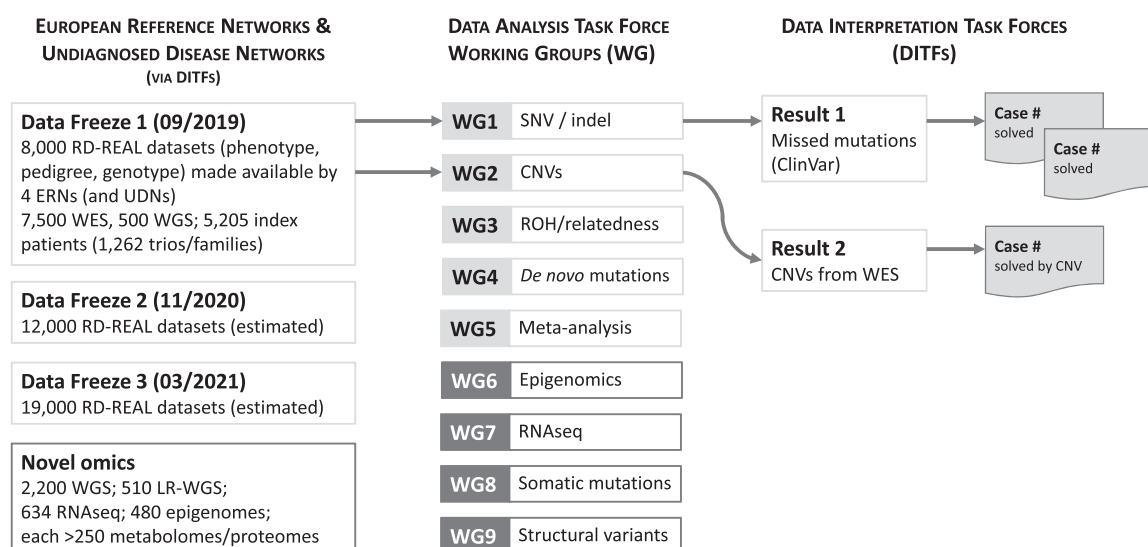 EUROPEAN REFERENCE NETWORKS &
UNDIAGNOSED DISEASE NETWORKS
(VIA DITFS)
Data Freeze 1 (09/2019)
8,000 RD-REAL datasets (phenotype,
pedigree, genotype) made available by
4 ERNs (and UDNs)
7,500 WES, 500 WGS; 5,205 index
patients (1,262 trios/families)
Data Freeze 2 (11/2020)
12,000 RD-REAL datasets (estimated)
Data Freeze 3 (03/2021)
19,000 RD-REAL datasets (estimated)
Novel omics
2,200 WGS; 510 LR-WGS;
634 RNAseq; 480 epigenomes;
each >250 metabolomes/proteomes
DATA ANALYSIS TASK FORCE
WORKING GROUPS (WG)
WG1 SNV / indel
WG2 CNVs
WG3 ROH/relatedness
WG4 De novo mutations
WG5 Meta-analysis
WG6 Epigenomics
WG7 RNAseq
WG8 Somatic mutations
WG9 Structural variants
DATA INTERPRETATION TASK FORCES
(DITFs)
Result 1
Missed mutations
(ClinVar)
Case #
solved
Case #
solved
Result 2
CNVs from WES
Case #
solved by CNV